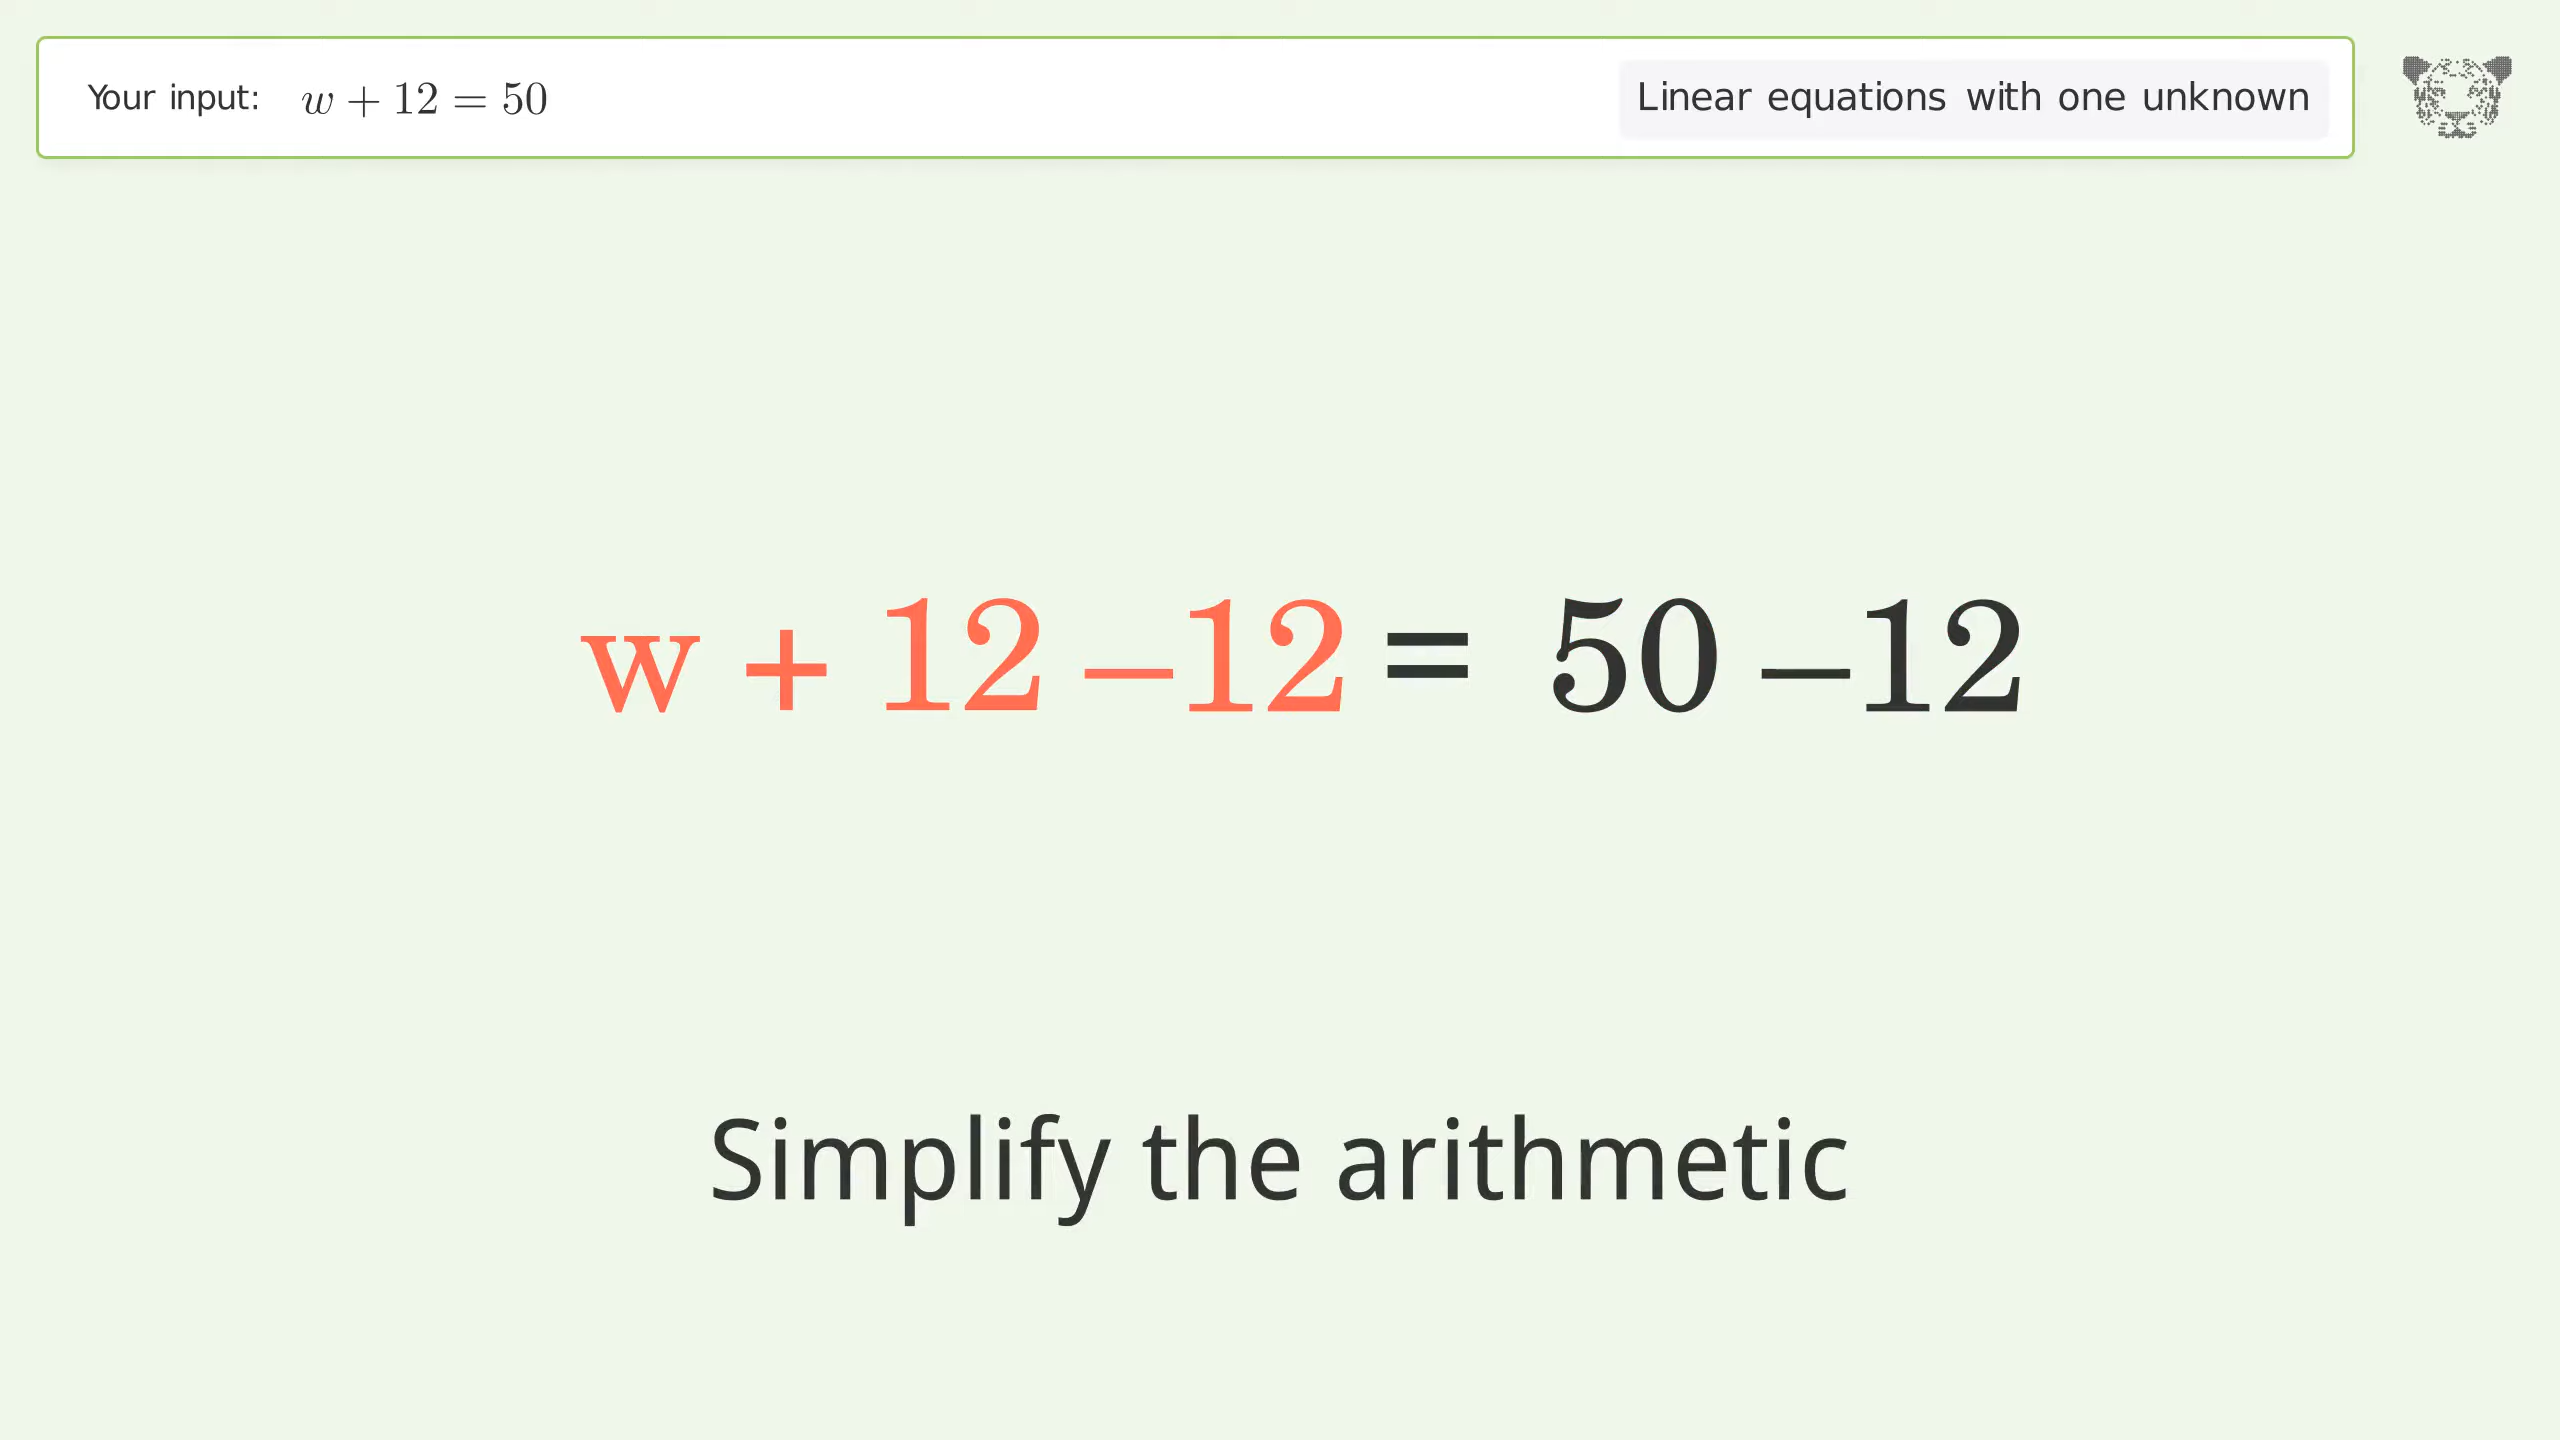 Your input: w + 12 = 50 Linear equations with one unknown
w + 12 –12 = 50 –12
Simplify the arithmetic